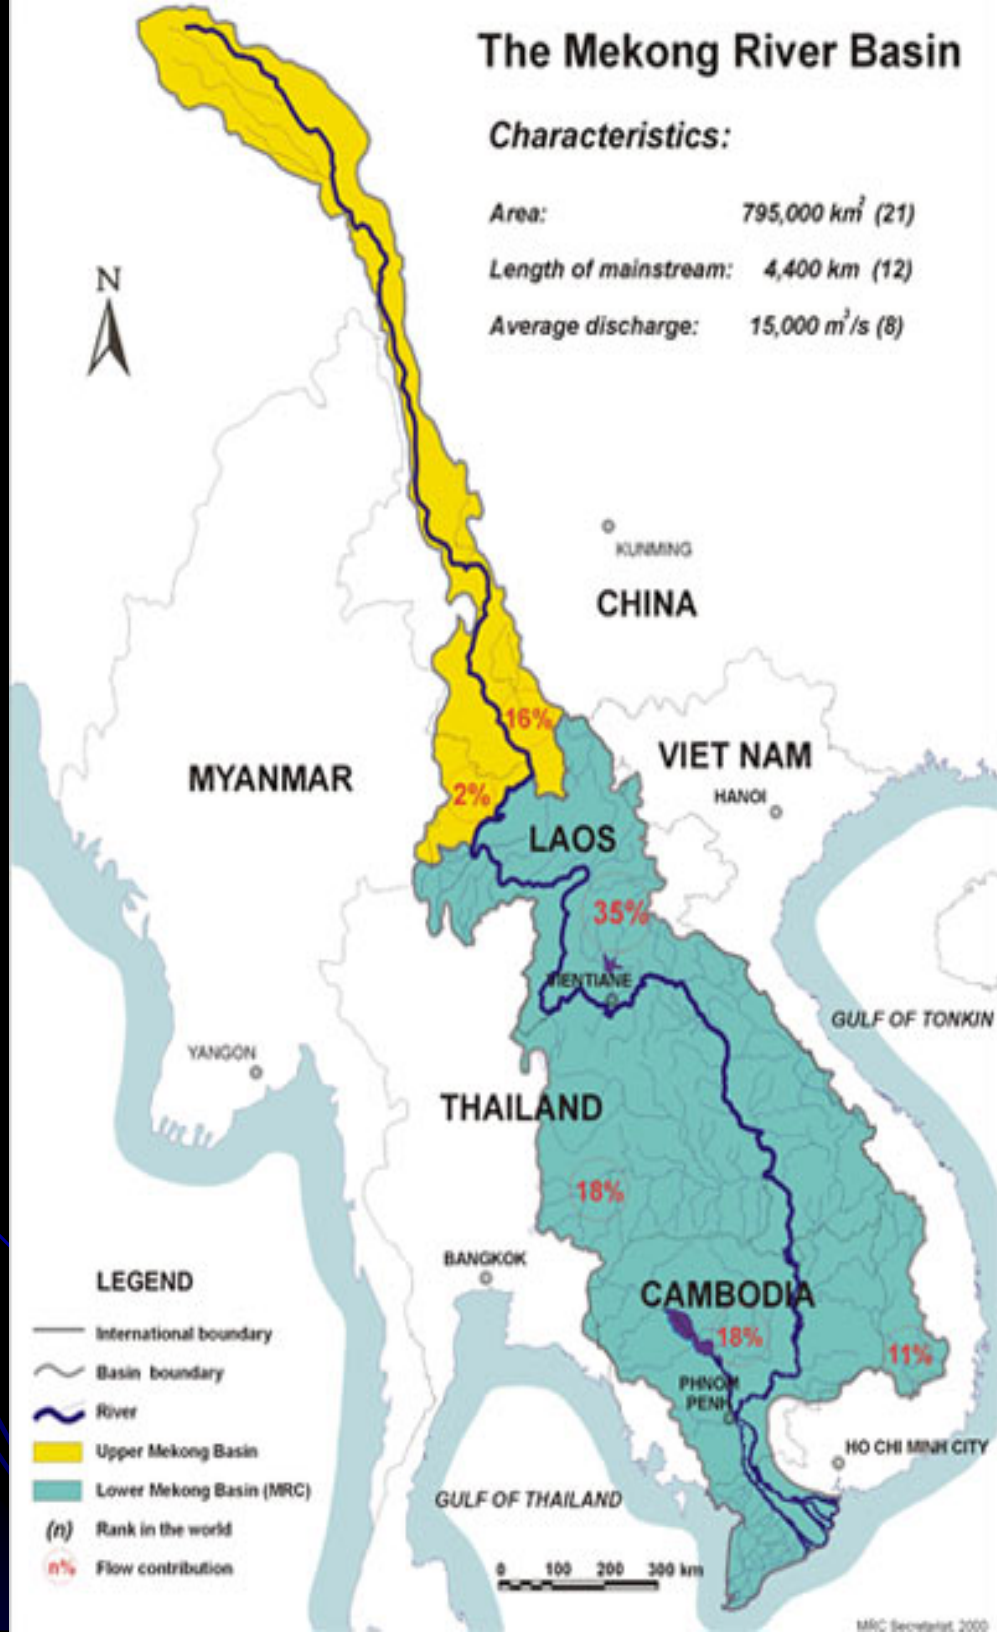 The Mekong River Basin
Characteristics:
Area: 795,000 km² (21)
Length of mainstream: 4,400 km (12)
Average discharge: 15,000 m³/s (8)
N
KUNMING
CHINA
16%
MYANMAR
VIET NAM
2%
HANOI
LAOS
35%
VIENTIANE
GULF OF TONKIN
YANGON
THAILAND
18%
BANGKOK
CAMBODIA
18%
11%
PHNOM
PENH
HO CHI MINH CITY
GULF OF THAILAND
0 100 200 300 km
LEGEND
International boundary
Basin boundary
River
Upper Mekong Basin
Lower Mekong Basin (MRC)
(n) Rank in the world
n% Flow contribution
MRC Secretariat, 2000